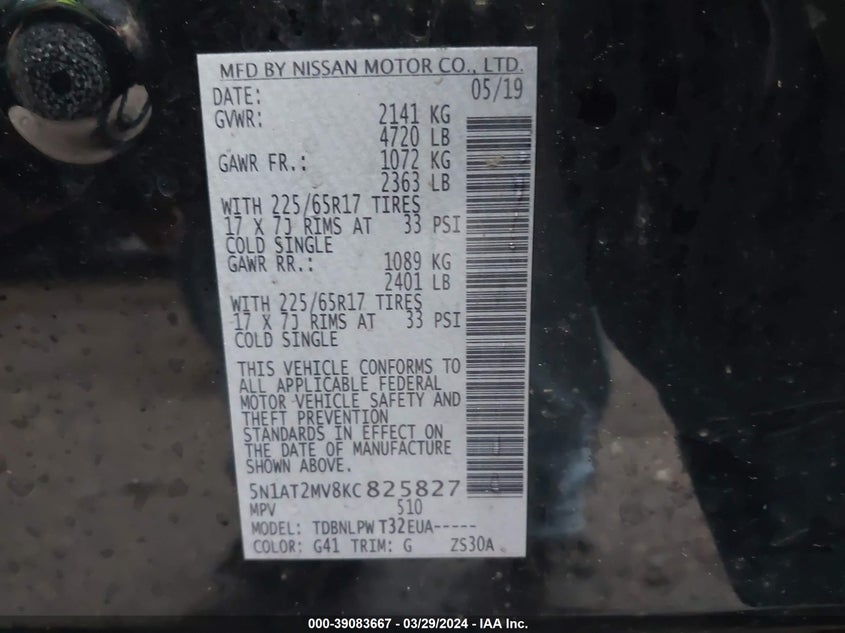 MFD BY NISSAN MOTOR CO., LTD.
DATE: 05/19
GVWR: 2141 KG
4720 LB
GAWR FR.: 1072 KG
2363 LB
WITH 225/65R17 TIRES
17 X 7J RIMS AT 33 PSI
COLD SINGLE
GAWR RR.: 1089 KG
2401 LB
WITH 225/65R17 TIRES
17 X 7J RIMS AT 33 PSI
COLD SINGLE
THIS VEHICLE CONFORMS TO
ALL APPLICABLE FEDERAL
MOTOR VEHICLE SAFETY AND
THEFT PREVENTION
STANDARDS IN EFFECT ON
THE DATE OF MANUFACTURE
SHOWN ABOVE.
5N1AT2MV8KC825827
MPV 510
MODEL: TDBNLPW T32EUA-----
COLOR: G41 TRIM: G ZS30A
000-39083667 - 03/29/2024 - IAA Inc.